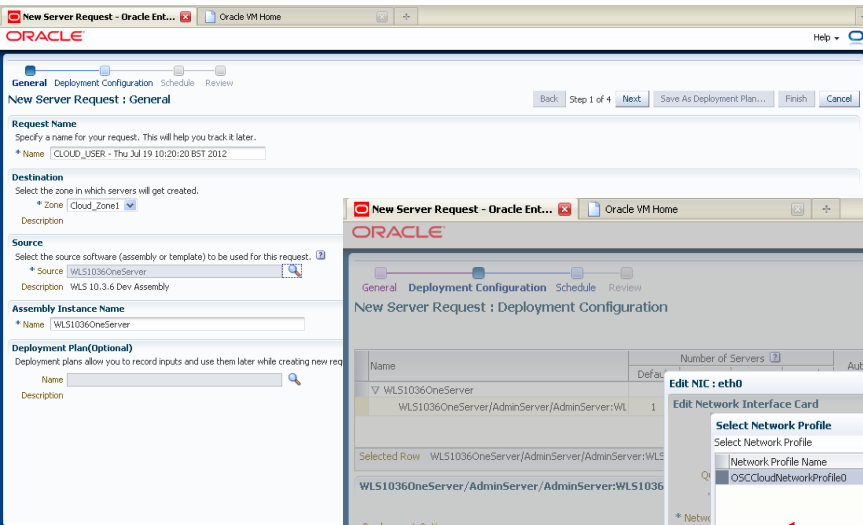 New Server Request - Oracle Ent...
Oracle VM Home
ORACLE
Help
General Deployment Configuration Schedule Review
New Server Request : General
Back Step 1 of 4 Next Save As Deployment Plan... Finish Cancel
Request Name
Specify a name for your request. This will help you track it later.
* Name CLOUD_USER - Thu Jul 19 10:20:20 BST 2012
Destination
Select the zone in which servers will get created.
* Zone Cloud_Zone1
Description
Source
Select the source software (assembly or template) to be used for this request.
* Source WLS1036OneServer
Description WLS 10.3.6 Dev Assembly
Assembly Instance Name
* Name WLS1036OneServer
Deployment Plan(Optional)
Deployment plans allow you to record inputs and use them later while creating new req
Name
Description
New Server Request - Oracle Ent...
Oracle VM Home
ORACLE
General Deployment Configuration Schedule Review
New Server Request : Deployment Configuration
Name
Number of Servers
Defau
Aut
WLS1036OneServer
WLS1036OneServer/AdminServer/AdminServer:WL 1
Selected Row WLS1036OneServer/AdminServer/AdminServer:WLS
WLS1036OneServer/AdminServer/AdminServer:WLS1036
Edit NIC : eth0
Edit Network Interface Card
Qu
* Netwo
Select Network Profile
Select Network Profile
Network Profile Name
OSCCloudNetworkProfile0